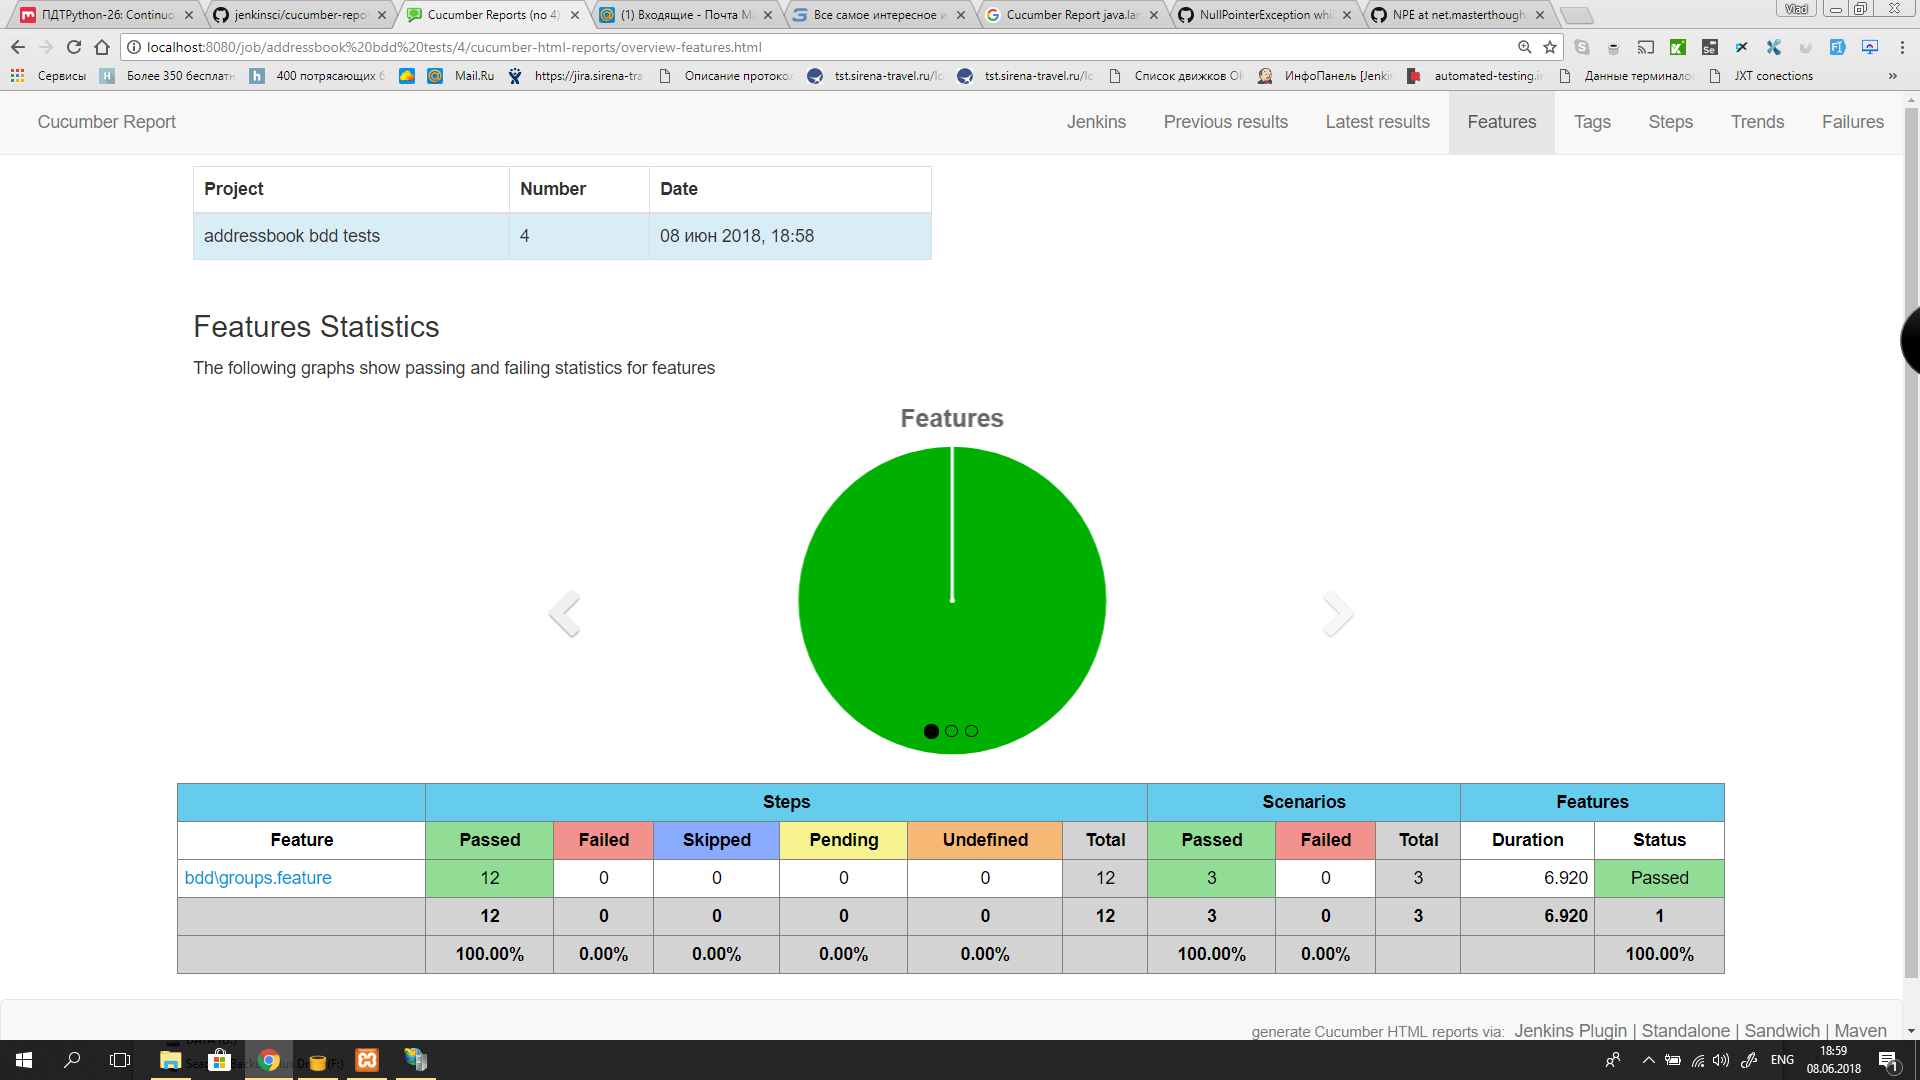 ПДТPython-26: Continuo
jenkinsci/cucumber-repo
Cucumber Reports (no 4)
(1) Входящие - Почта Ma
Все самое интересное и
Cucumber Report java.lan
NullPointerException whil
NPE at net.masterthough
Vlad
localhost:8080/job/addressbook%20bdd%20tests/4/cucumber-html-reports/overview-features.html
Сервисы
Более 350 бесплатн
400 потрясающих б
Mail.Ru
https://jira.sirena-tra
Описание протоко
tst.sirena-travel.ru/lo
tst.sirena-travel.ru/lo
Список движков Oh
ИнфоПанель [Jenkin
automated-testing.in
Данные терминало
JXT conections
Cucumber Report
Jenkins
Previous results
Latest results
Features
Tags
Steps
Trends
Failures
Project Number Date
addressbook bdd tests 4 08 июн 2018, 18:58
Features Statistics
The following graphs show passing and failing statistics for features
Features
Steps Scenarios Features
Feature Passed Failed Skipped Pending Undefined Total Passed Failed Total Duration Status
bdd\groups.feature 12 0 0 0 0 12 3 0 3 6.920 Passed
12 0 0 0 0 12 3 0 3 6.920 1
100.00% 0.00% 0.00% 0.00% 0.00% 100.00% 0.00% 100.00%
generate Cucumber HTML reports via: Jenkins Plugin | Standalone | Sandwich | Maven
ENG
18:59
08.06.2018
1